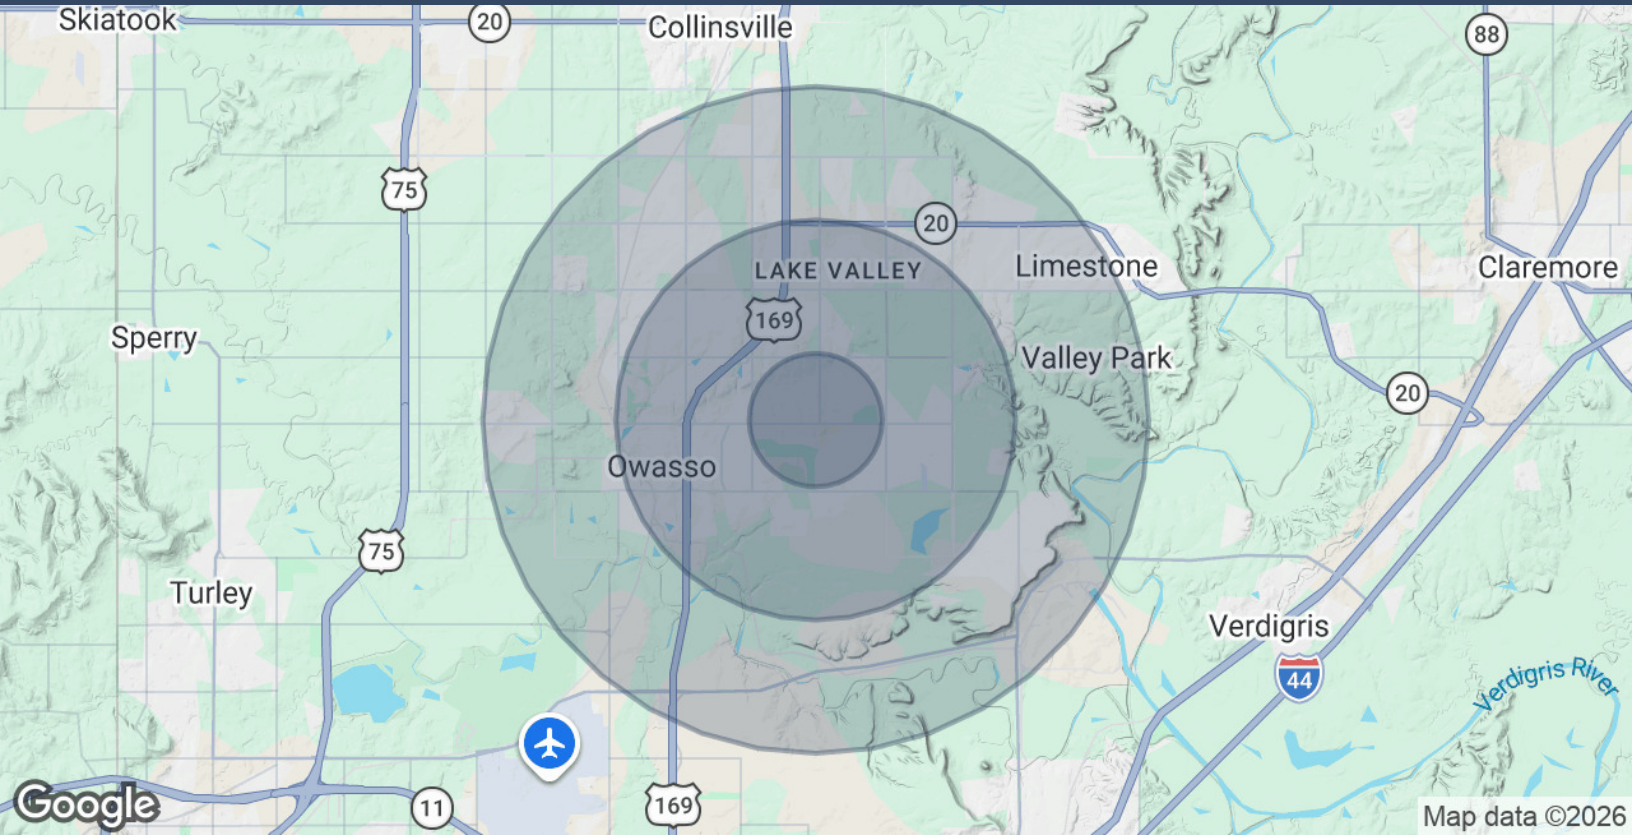 Skiatook
20
Collinsville
88
75
20
LAKE VALLEY
Limestone
Claremore
169
Sperry
Valley Park
20
Owasso
75
Turley
Verdigris
44
Verdigris River
169
11
Google
Map data ©2026